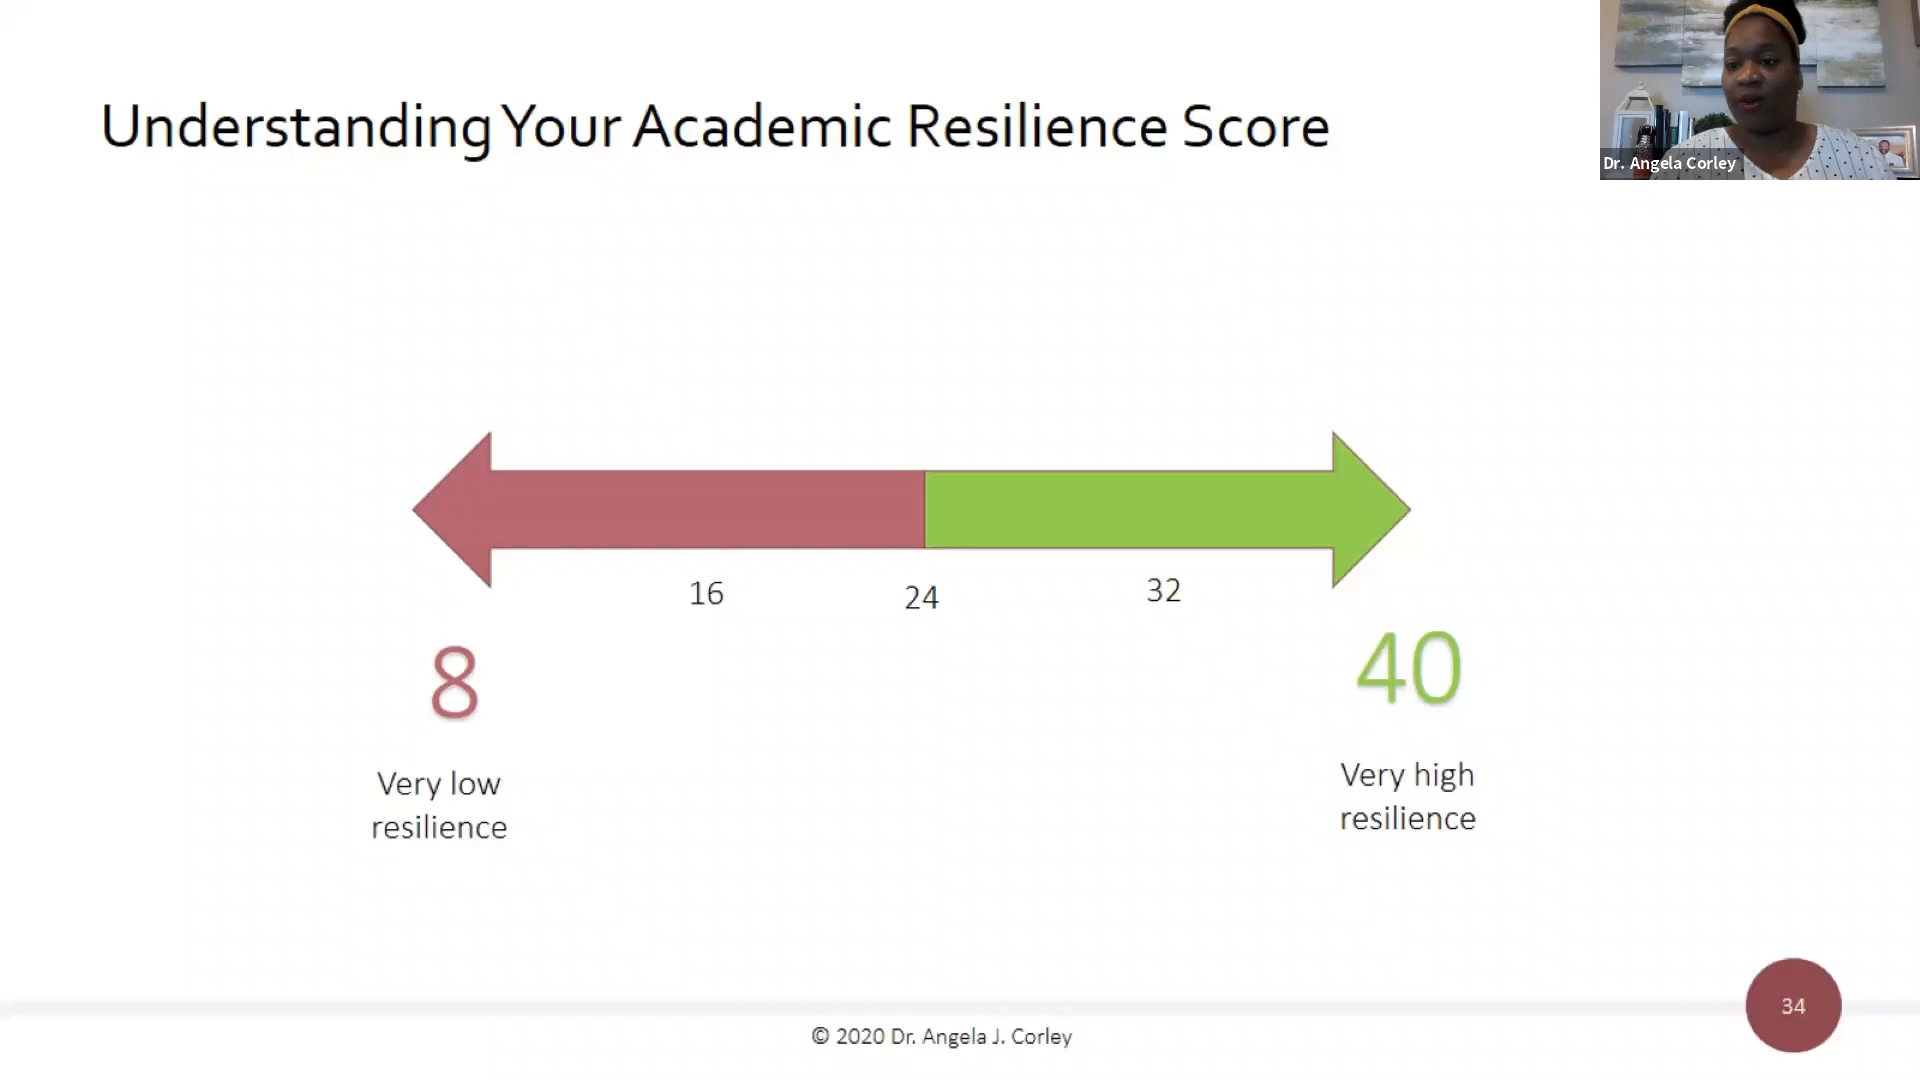 Understanding Your Academic Resilience Score
Dr. Angela Corley
16
24
32
8
40
Very low
resilience
Very high
resilience
34
© 2020 Dr. Angela J. Corley